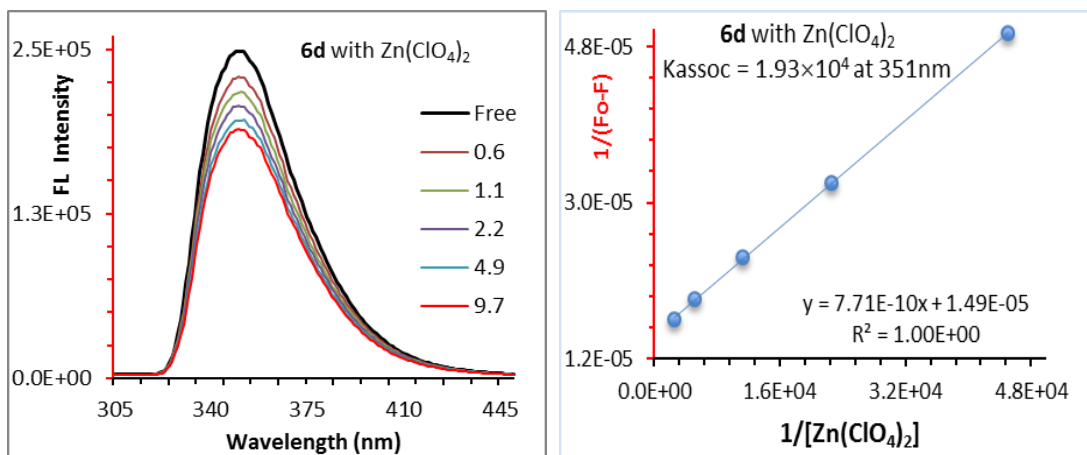 6d with Zn(ClO₄)₂
2.5E+05
1.3E+05
0.0E+00
FL Intensity
Free
0.6
1.1
2.2
4.9
9.7
305
340
375
410
445
Wavelength (nm)
6d with Zn(ClO₄)₂
Kassoc = 1.93×10⁴ at 351nm
4.8E-05
3.0E-05
1.2E-05
1/(Fo-F)
y = 7.71E-10x + 1.49E-05
R² = 1.00E+00
0.0E+00
1.6E+04
3.2E+04
4.8E+04
1/[Zn(ClO₄)₂]